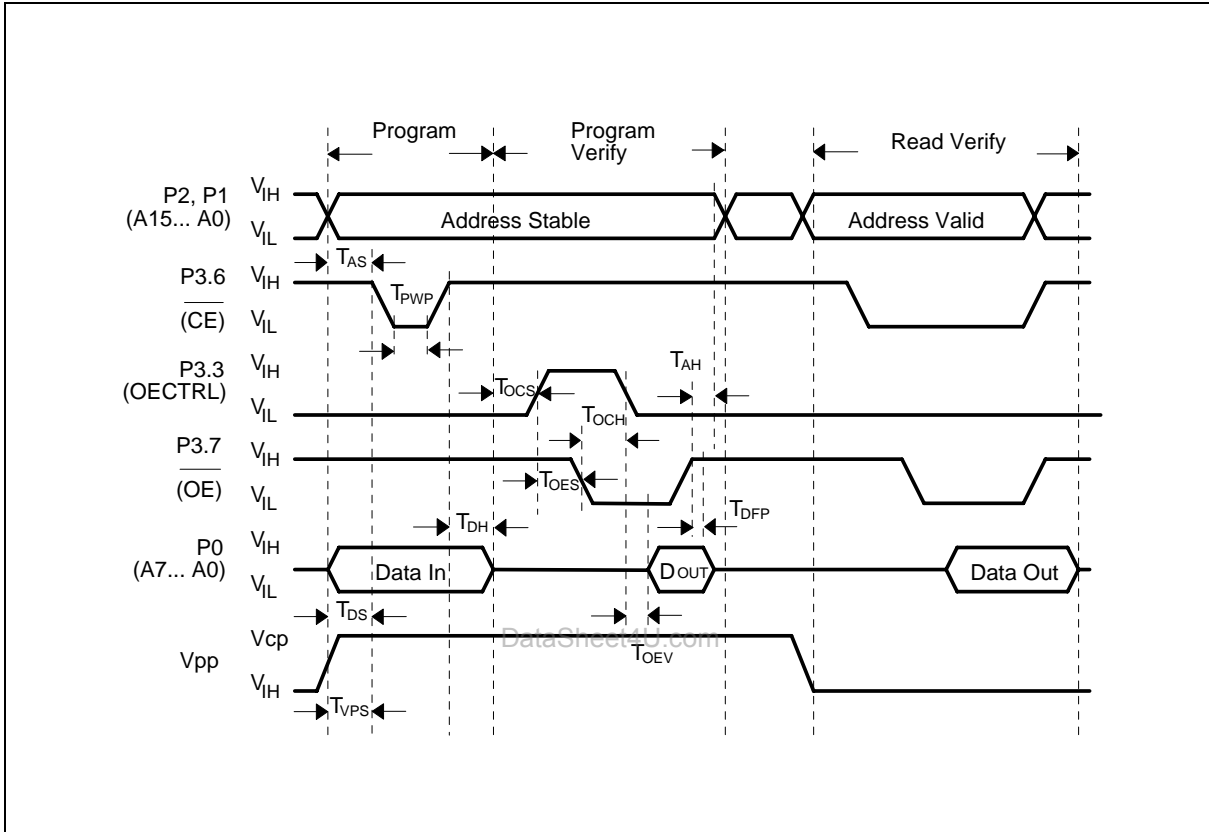 Program
Program
Verify
Read Verify
P2, P1
(A15... A0)
VIH
VIL
Address Stable
Address Valid
TAS
P3.6
(CE)
VIH
VIL
TPWP
P3.3
(OECTRL)
VIH
VIL
TOCS
TAH
TOCH
P3.7
(OE)
VIH
VIL
TOES
TDFP
TDH
P0
(A7... A0)
VIH
VIL
Data In
DOUT
Data Out
TDS
Vpp
Vcp
VIH
DataSheet4U.com
TOEV
TVPS